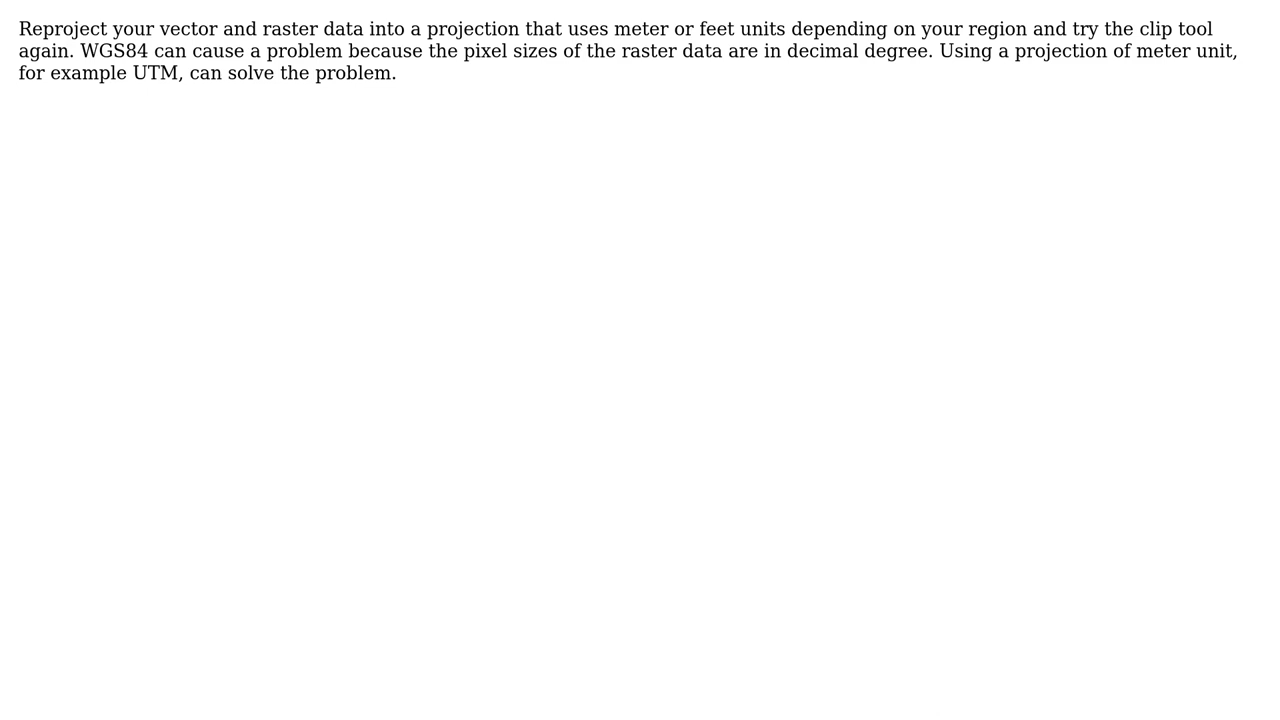 Reproject your vector and raster data into a projection that uses meter or feet units depending on your region and try the clip tool
again. WGS84 can cause a problem because the pixel sizes of the raster data are in decimal degree. Using a projection of meter unit,
for example UTM, can solve the problem.